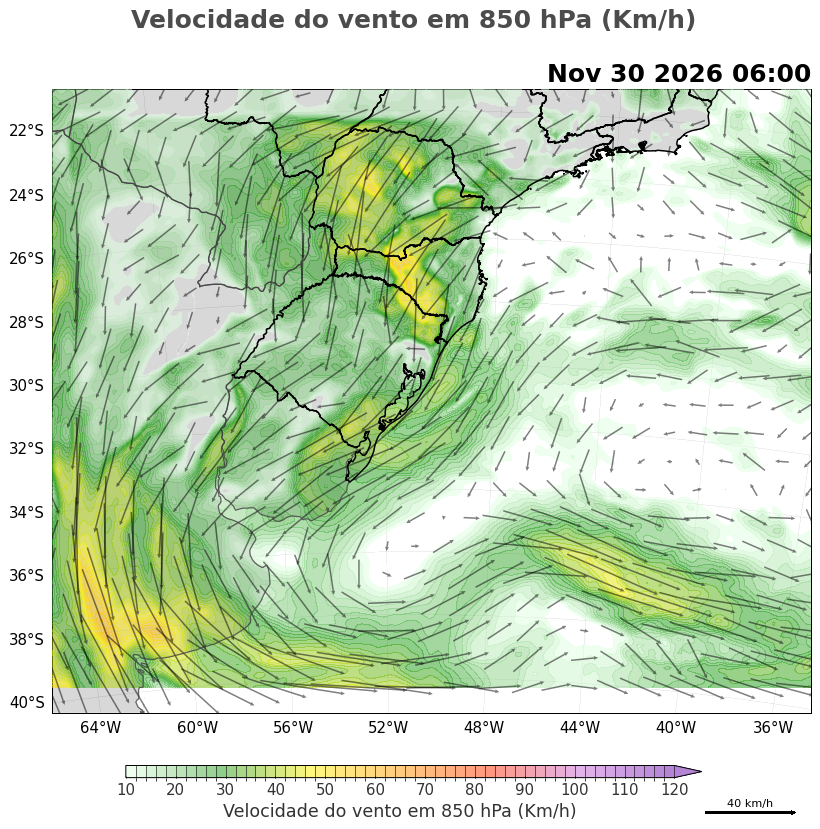 Velocidade do vento em 850 hPa (Km/h)
Nov 30 2026 06:00
22°S
24°S
26°S
28°S
30°S
32°S
34°S
36°S
38°S
40°S
64°W 60°W 56°W 52°W 48°W 44°W 40°W 36°W
10 20 30 40 50 60 70 80 90 100 110 120
40 km/h
Velocidade do vento em 850 hPa (Km/h)